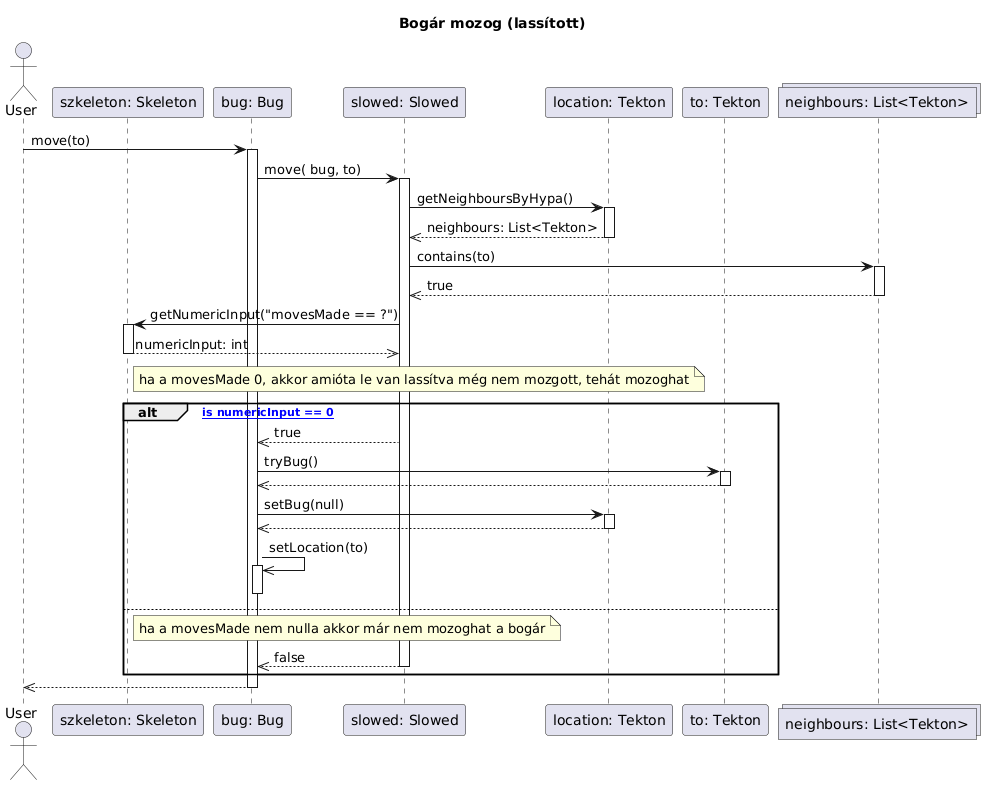 Bogár mozog (lassított)
User
szkeleton: Skeleton
bug: Bug
slowed: Slowed
location: Tekton
to: Tekton
neighbours: List<Tekton>
move(to)
move( bug, to)
getNeighboursByHypa()
neighbours: List<Tekton>
contains(to)
true
getNumericInput("movesMade == ?")
numericInput: int
ha a movesMade 0, akkor amióta le van lassítva még nem mozgott, tehát mozoghat
alt
is numericInput == 0
true
tryBug()
setBug(null)
setLocation(to)
ha a movesMade nem nulla akkor már nem mozoghat a bogár
false
User
szkeleton: Skeleton
bug: Bug
slowed: Slowed
location: Tekton
to: Tekton
neighbours: List<Tekton>